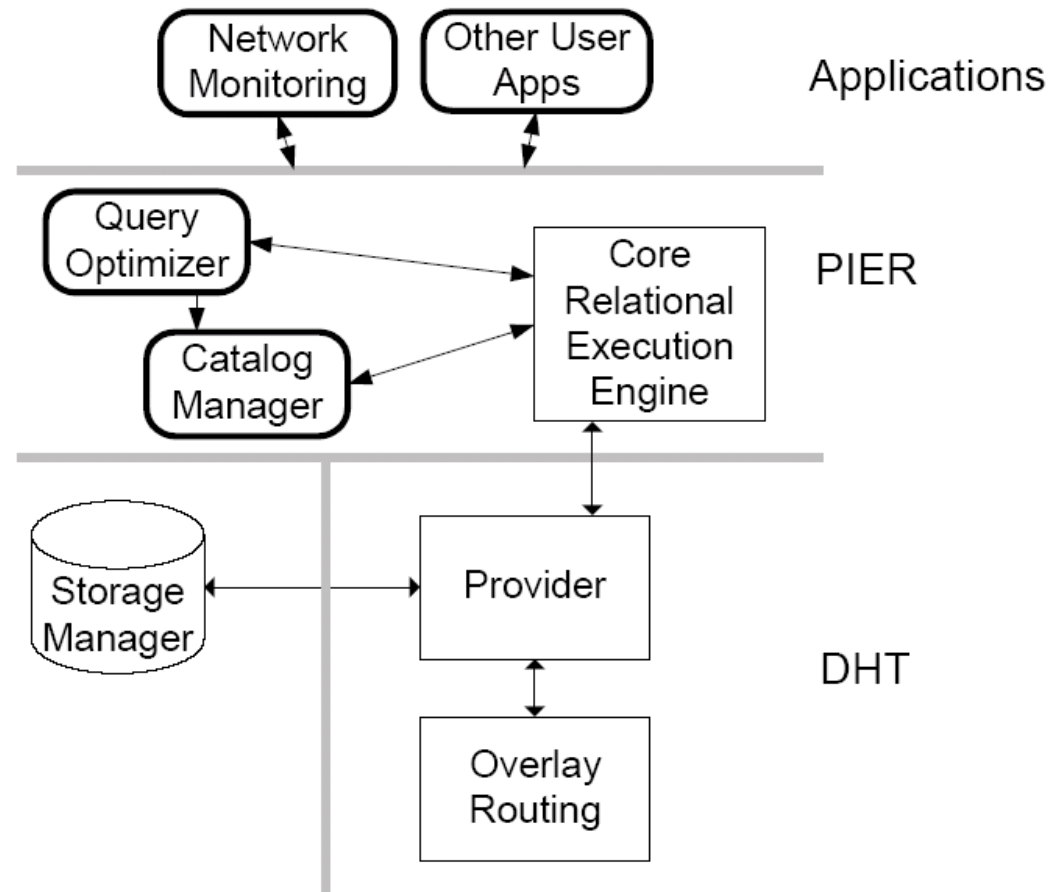 Network
Monitoring
Other User
Apps
Applications
Query
Optimizer
Catalog
Manager
Core
Relational
Execution
Engine
PIER
Storage
Manager
Provider
Overlay
Routing
DHT